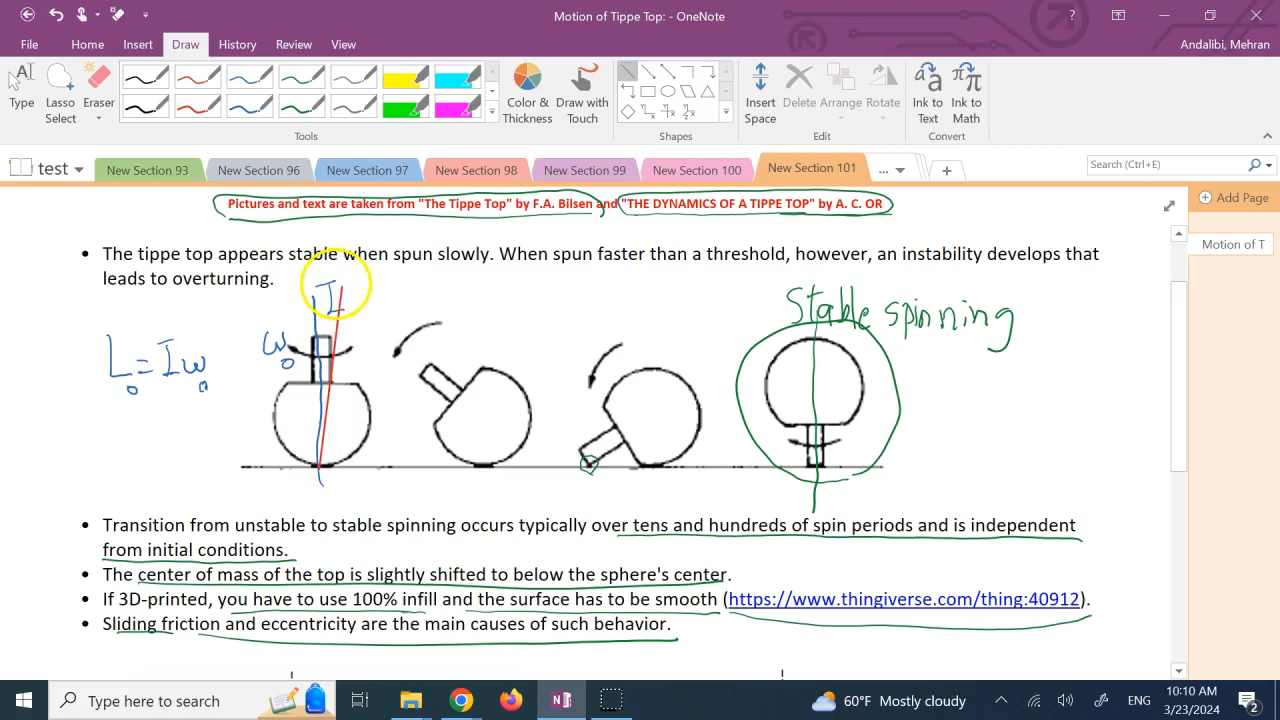 Motion of Tippe Top: - OneNote
?
File Home Insert Draw History Review View
Andalibi, Mehran
Type
Lasso Select
Eraser
Color & Thickness
Draw with Touch
Insert Space
Delete
Arrange
Rotate
Ink to Text
Ink to Math
Tools
Shapes
Edit
Convert
test
New Section 93
New Section 96
New Section 97
New Section 98
New Section 99
New Section 100
New Section 101
...
Search (Ctrl+E)
Add Page
Motion of T
Pictures and text are taken from "The Tippe Top" by F.A. Bilsen and "THE DYNAMICS OF A TIPPE TOP" by A. C. OR
• The tippe top appears stable when spun slowly. When spun faster than a threshold, however, an instability develops that
leads to overturning.
I
Stable spinning
ω₀
L₀ = Iω₀
• Transition from unstable to stable spinning occurs typically over tens and hundreds of spin periods and is independent
from initial conditions.
• The center of mass of the top is slightly shifted to below the sphere's center.
• If 3D-printed, you have to use 100% infill and the surface has to be smooth (https://www.thingiverse.com/thing:40912).
• Sliding friction and eccentricity are the main causes of such behavior.
Type here to search
60°F Mostly cloudy
ENG
10:10 AM
3/23/2024
2